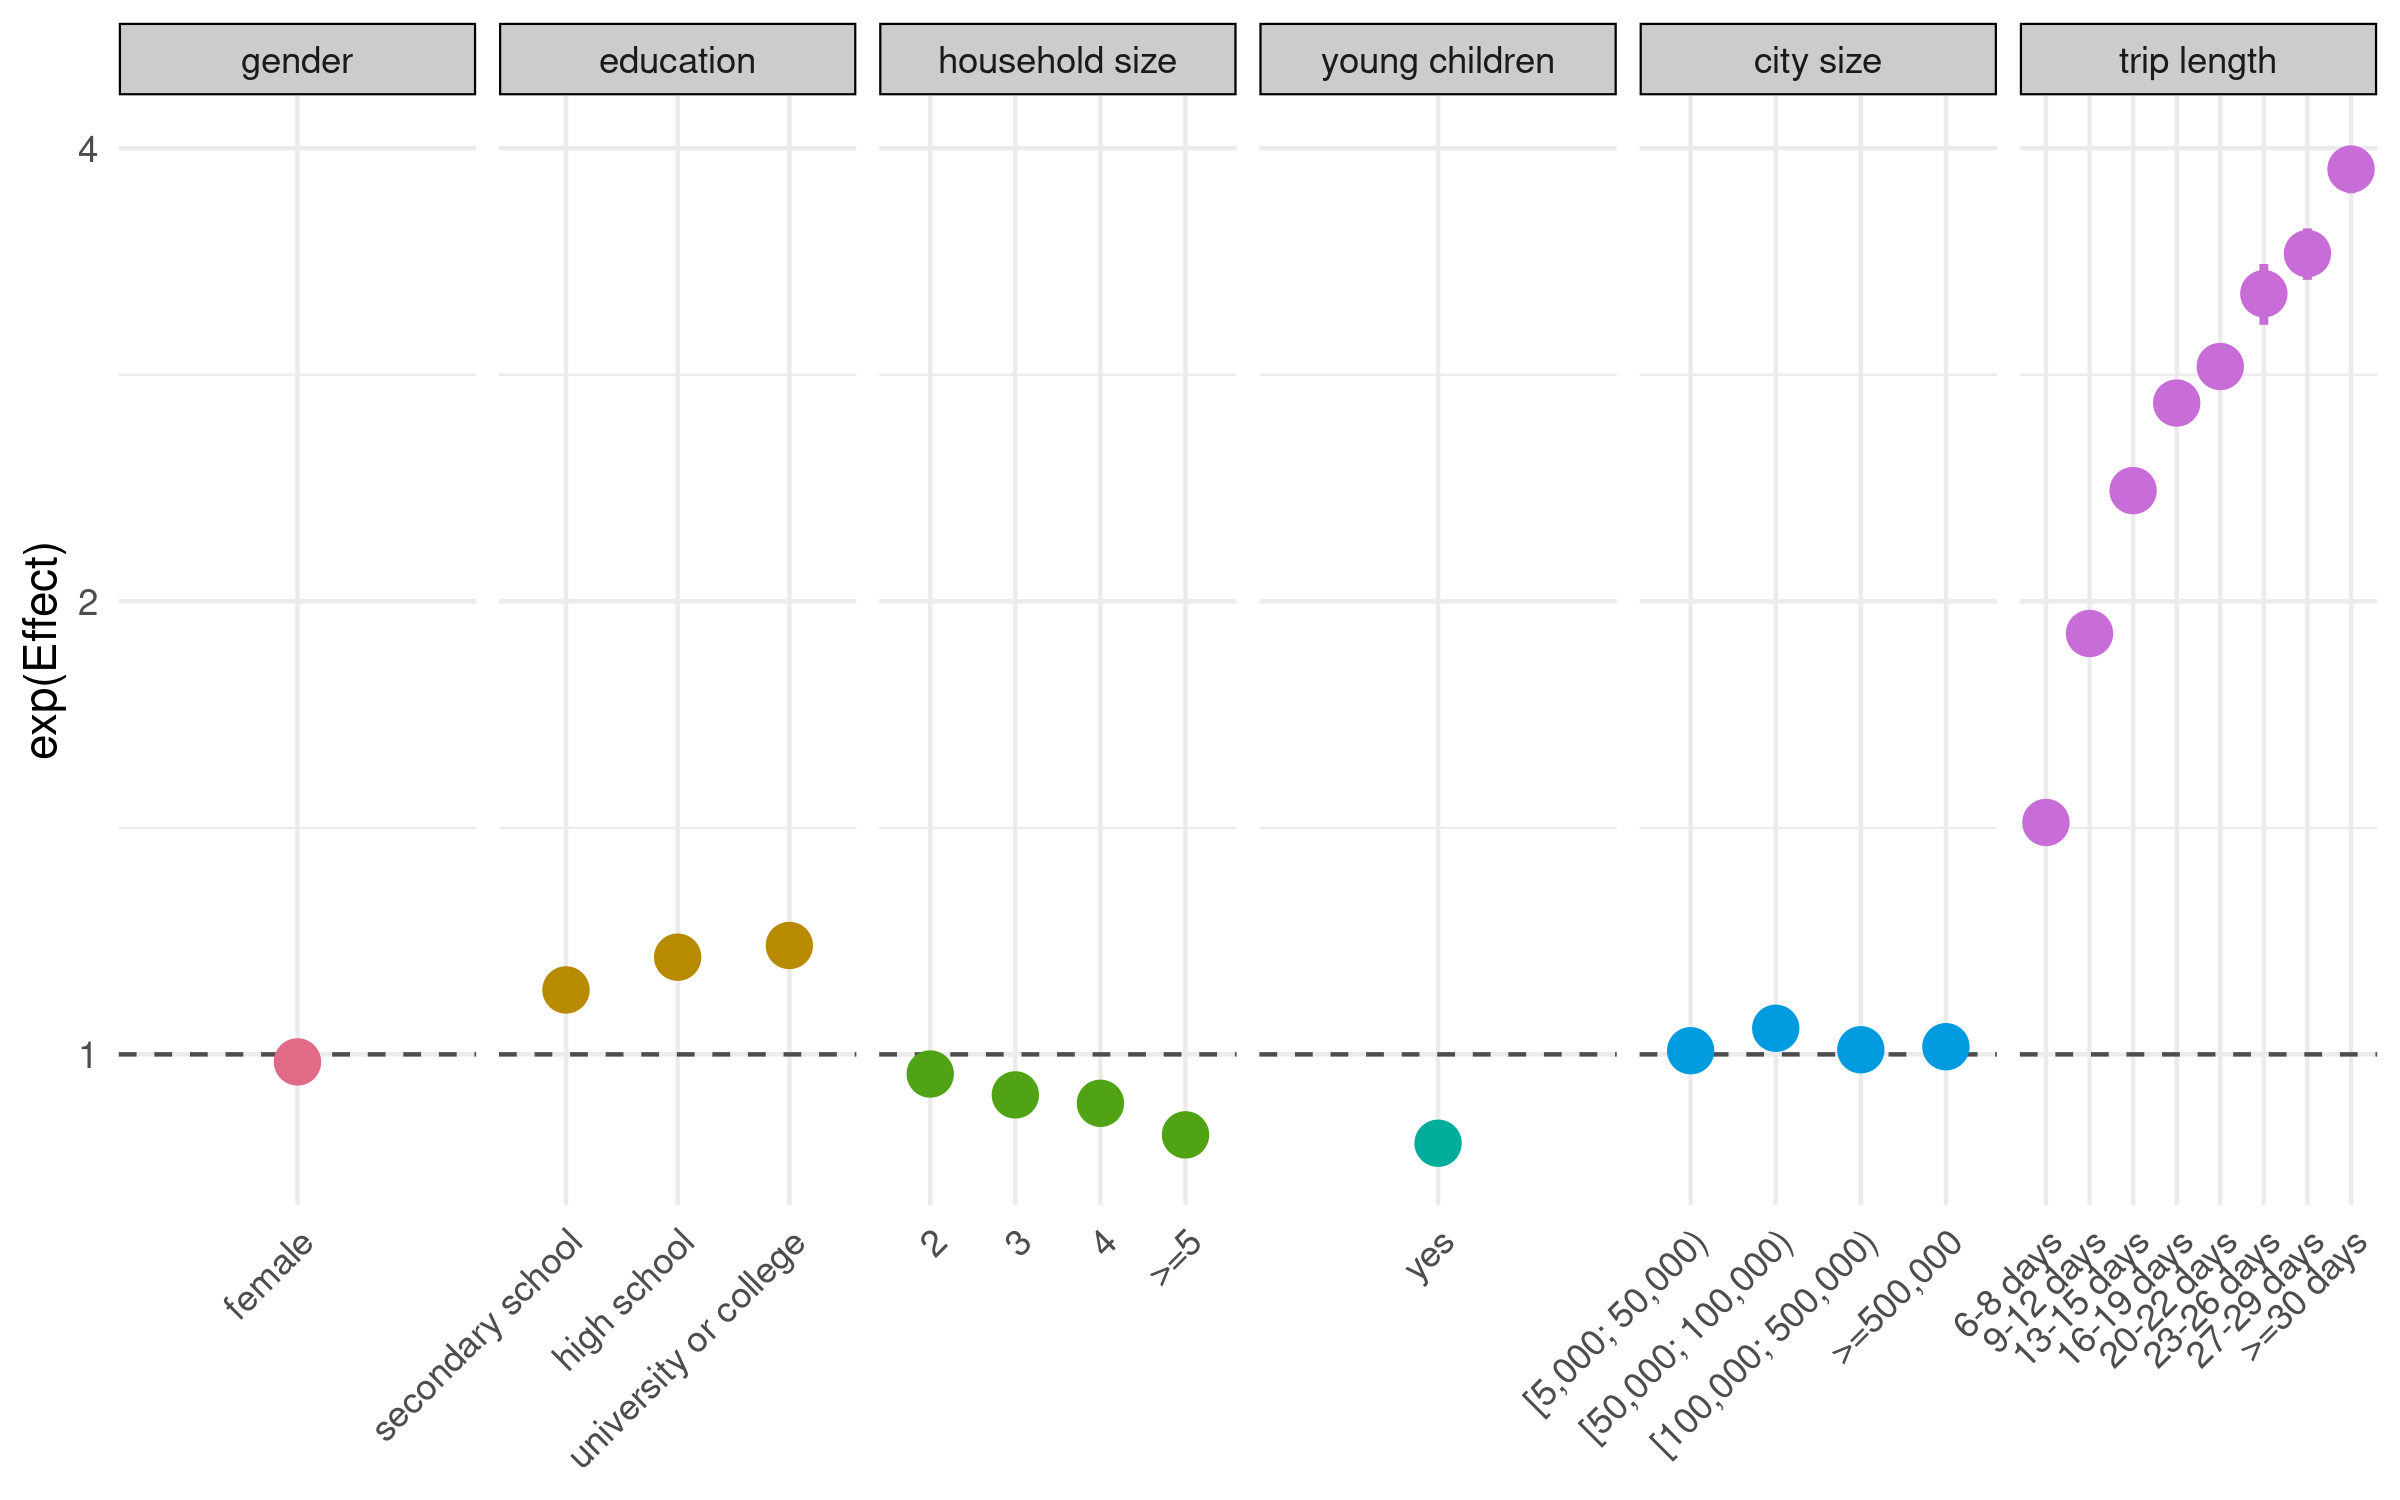 gender
education
household size
young children
city size
trip length
exp(Effect)
4
2
1
female
secondary school
high school
university or college
2
3
4
>=5
yes
[5,000; 50,000)
[50,000; 100,000)
[100,000; 500,000)
>=500,000
6-8 days
9-12 days
13-15 days
16-19 days
20-22 days
23-26 days
27-29 days
>=30 days